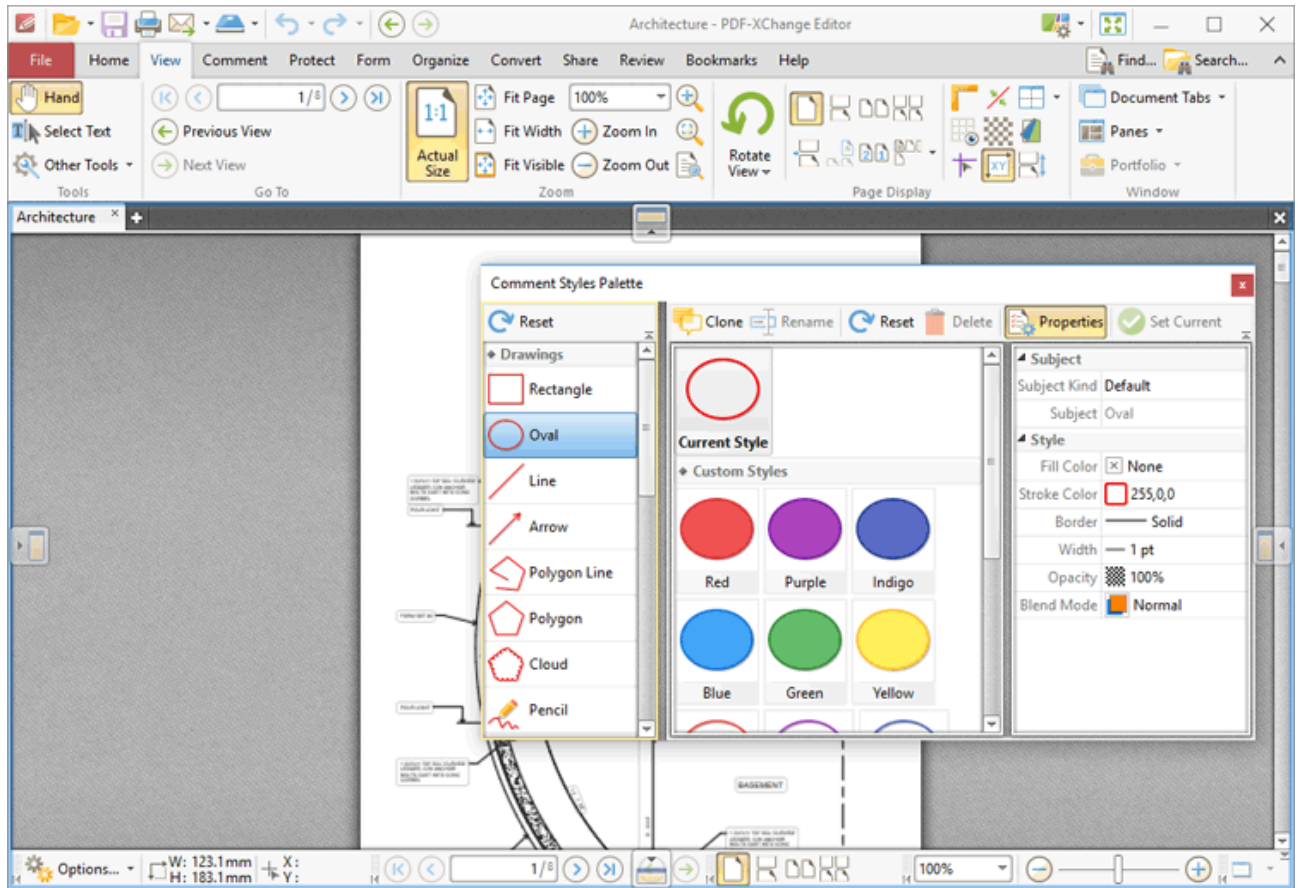 Architecture - PDF-XChange Editor
File Home View Comment Protect Form Organize Convert Share Review Bookmarks Help Find... Search...
Hand 1/8 Fit Page 100% Document Tabs
Select Text Previous View 1:1 Fit Width Zoom In Panes
Other Tools Next View Actual Size Fit Visible Zoom Out Rotate View XY Portfolio
Tools Go To Zoom Page Display Window
Architecture
Comment Styles Palette
Reset Clone Rename Reset Delete Properties Set Current
Drawings
Rectangle
Oval
Line
Arrow
Polygon Line
Polygon
Cloud
Pencil
Current Style
Custom Styles
Red Purple Indigo
Blue Green Yellow
Subject
Subject Kind Default
Subject Oval
Style
Fill Color None
Stroke Color 255,0,0
Border Solid
Width 1 pt
Opacity 100%
Blend Mode Normal
BASEMENT
Options... W: 123.1mm X: 1/8 100%
H: 183.1mm Y: